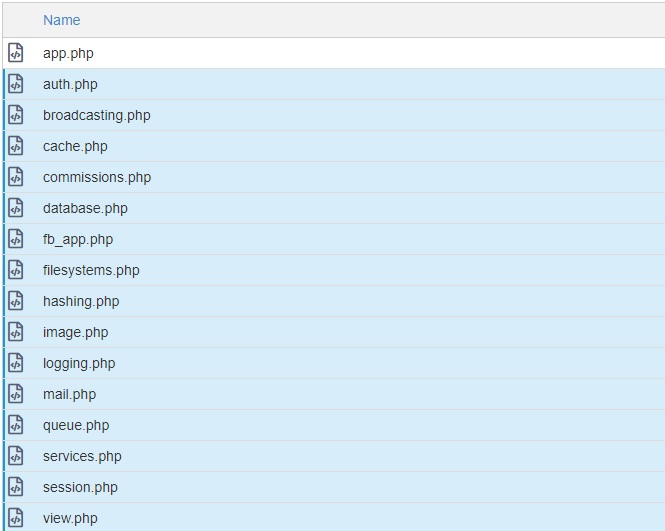 Name
app.php
auth.php
broadcasting.php
cache.php
commissions.php
database.php
fb_app.php
filesystems.php
hashing.php
image.php
logging.php
mail.php
queue.php
services.php
session.php
view.php